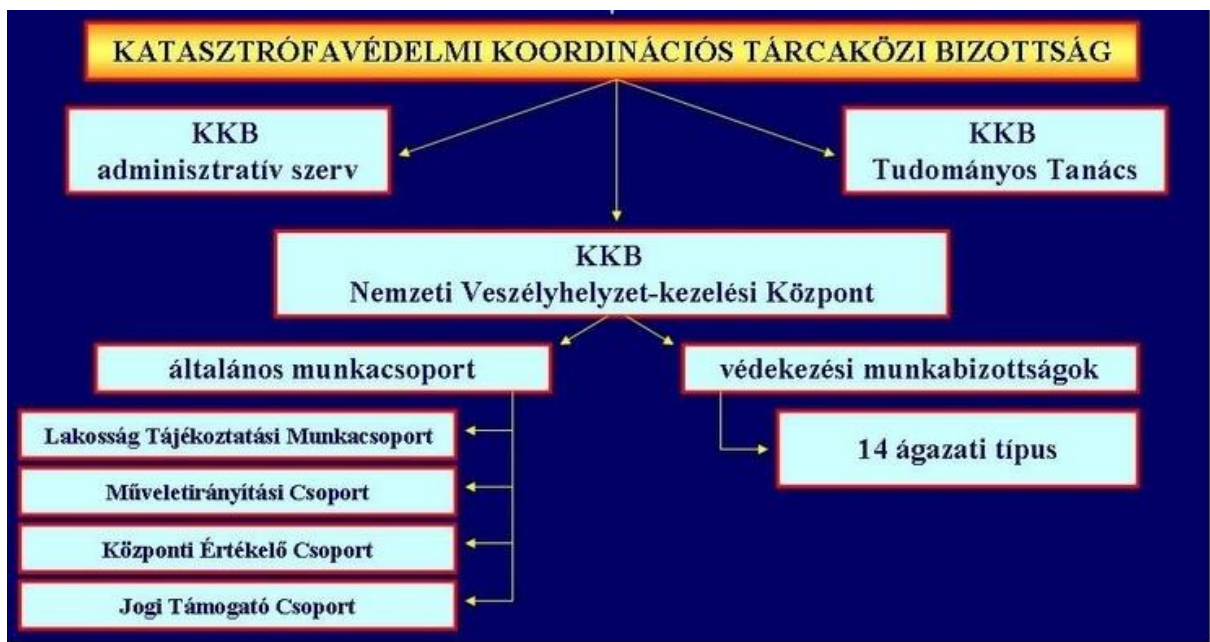 KATASZTRÓFAVÉDELMI KOORDINÁCIÓS TÁRCAKÖZI BIZOTTSÁG
KKB
adminisztratív szerv
KKB
Tudományos Tanács
KKB
Nemzeti Veszélyhelyzet-kezelési Központ
általános munkacsoport
védekezési munkabizottságok
Lakosság Tájékoztatási Munkacsoport
Műveletirányítási Csoport
Központi Értékelő Csoport
Jogi Támogató Csoport
14 ágazati típus